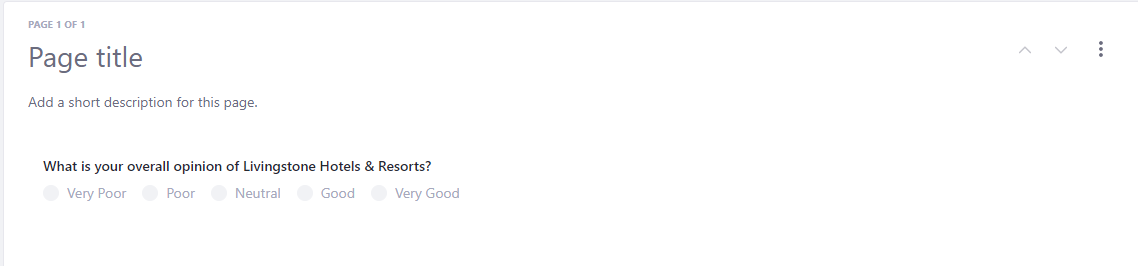 PAGE 1 OF 1
Page title
Add a short description for this page.
What is your overall opinion of Livingstone Hotels & Resorts?
Very Poor Poor Neutral Good Very Good